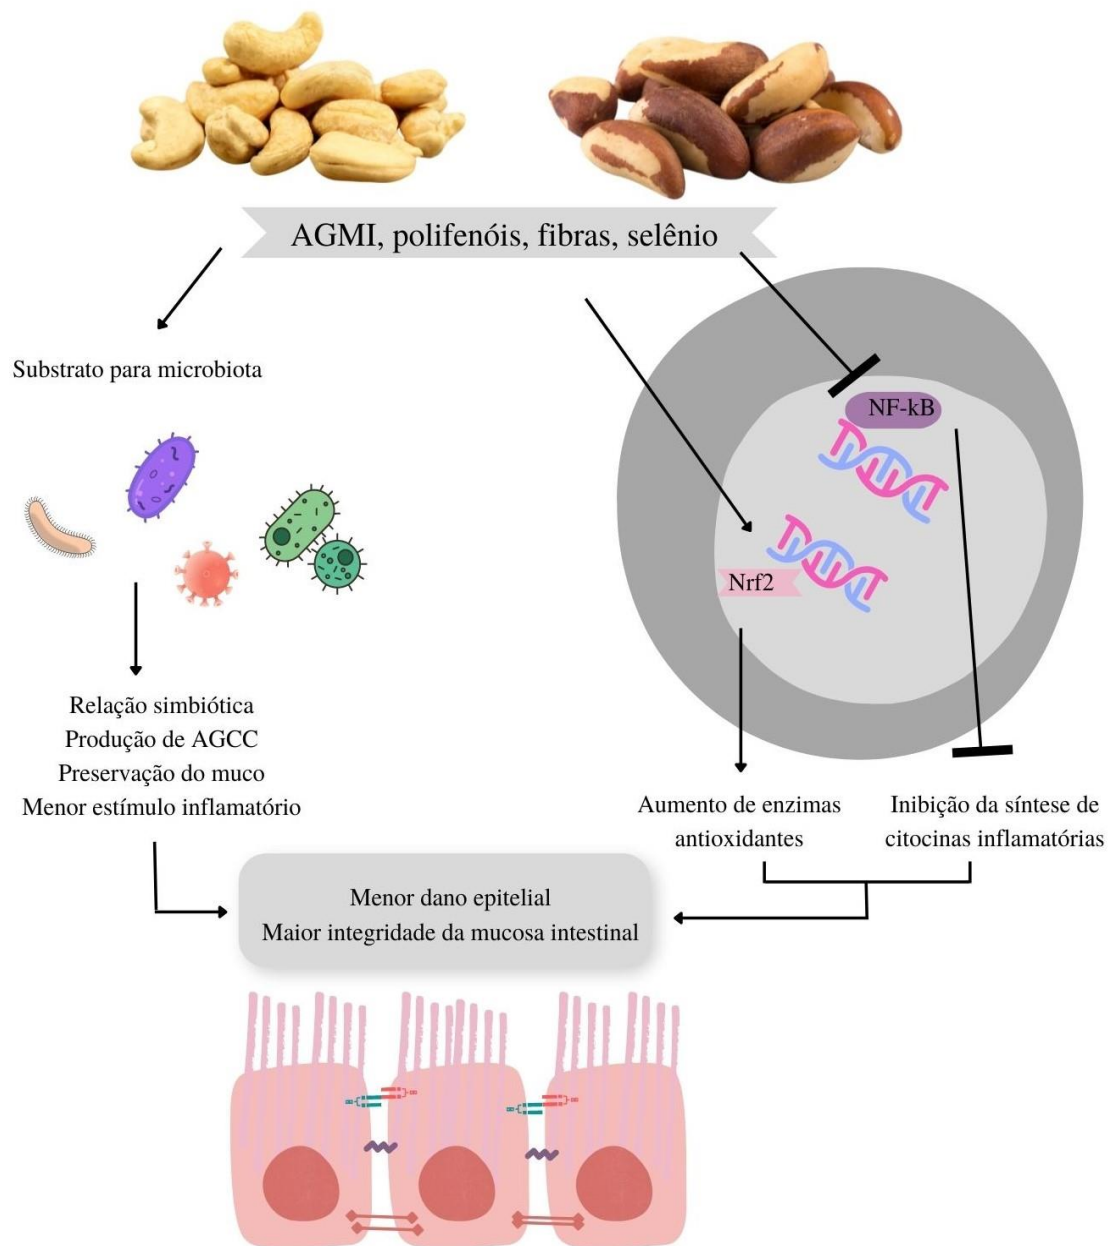 AGMI, polifenóis, fibras, selênio
Substrato para microbiota
NF-kB
Nrf2
Relação simbiótica
Produção de AGCC
Preservação do muco
Menor estímulo inflamatório
Aumento de enzimas
antioxidantes
Inibição da síntese de
citocinas inflamatórias
Menor dano epitelial
Maior integridade da mucosa intestinal